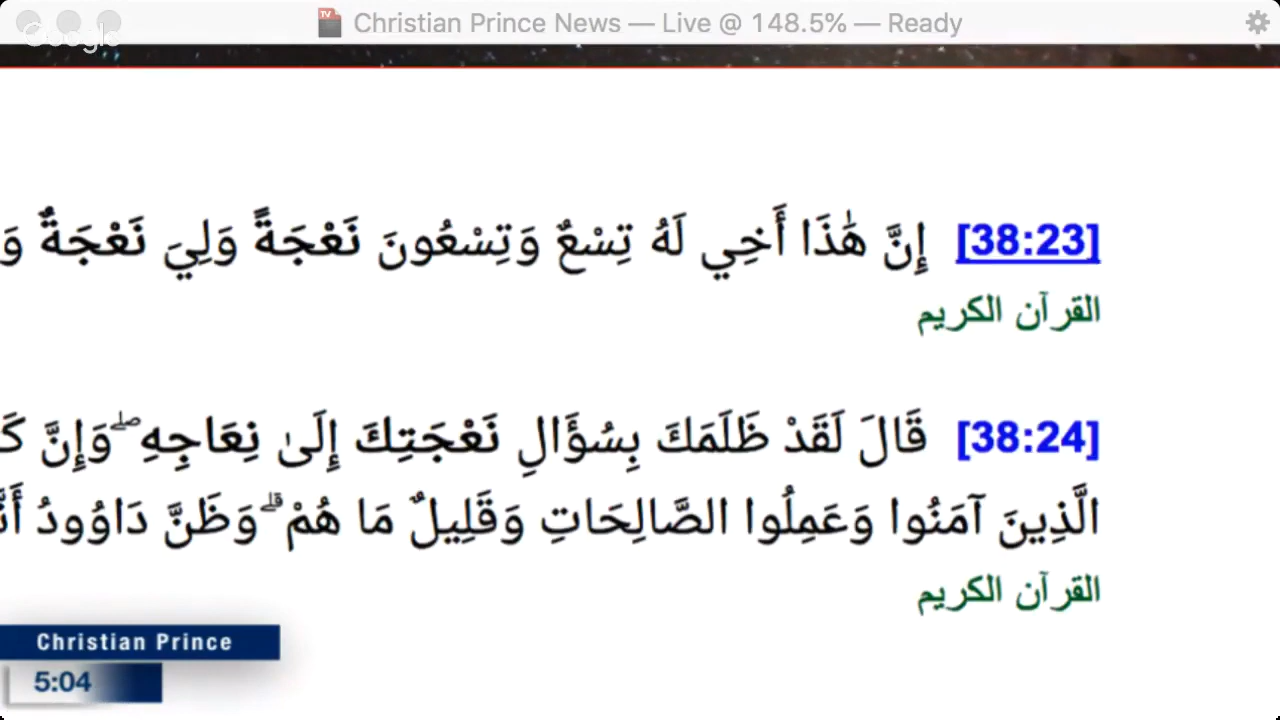 Google
Christian Prince News — Live @ 148.5% — Ready
[38:23] إِنَّ هَٰذَا أَخِي لَهُ تِسْعٌ وَتِسْعُونَ نَعْجَةً وَلِيَ نَعْجَةٌ وَ
القرآن الكريم
[38:24] قَالَ لَقَدْ ظَلَمَكَ بِسُؤَالِ نَعْجَتِكَ إِلَىٰ نِعَاجِهِ ۖ وَإِنَّ كَ
الَّذِينَ آمَنُوا وَعَمِلُوا الصَّالِحَاتِ وَقَلِيلٌ مَا هُمْ ۗ وَظَنَّ دَاوُودُ
القرآن الكريم
Christian Prince
5:04